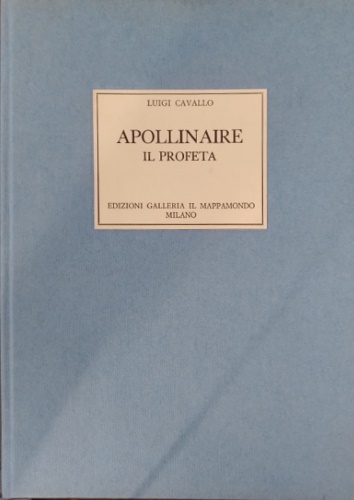 LUIGI CAVALLO
APOLLINAIRE
IL PROFETA
EDIZIONI GALLERIA IL MAPPAMONDO
MILANO